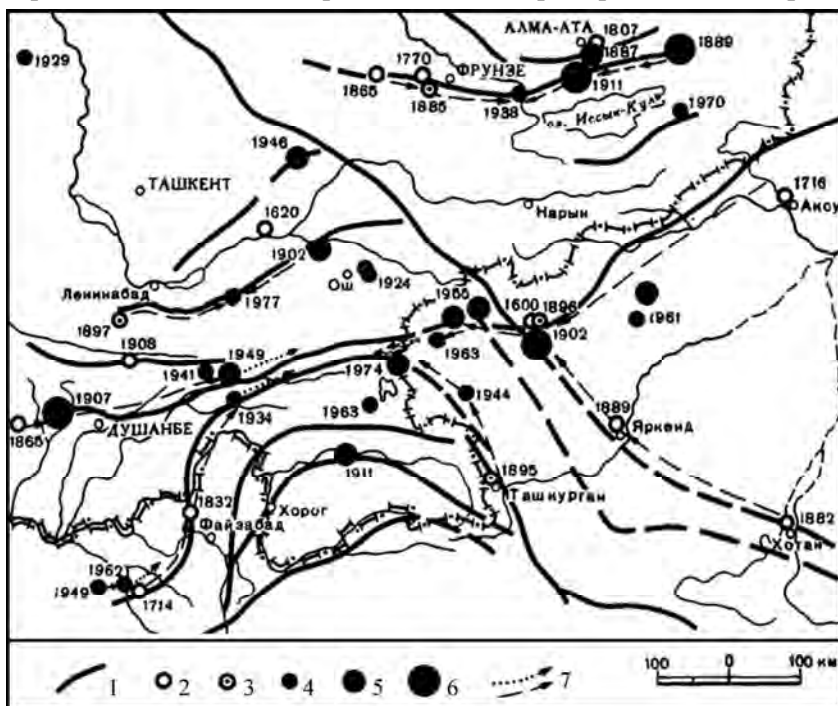 АЛМА-АТА 1807
1929
1770
1887
1889
1865
ФРУНЗЕ
1911
1885
1938
оз. Иссык-Куль
1970
1946
ТАШКЕНТ
1716
Нарын
Аксу
1620
1902
1924
Ош
Ленинабад
1977
1955
1600 1896
1897
1902
1961
1908
1963
1949
1941
1974
1907
1934
1963
1944
1889
1865
ДУШАНБЕ
Яркенд
1911
1895
Ташкурган
1832
Хорог
1882
Файзабад
Хотан
1962
1949
1714
1 2 3 4 5 6 7
100 0 100 км